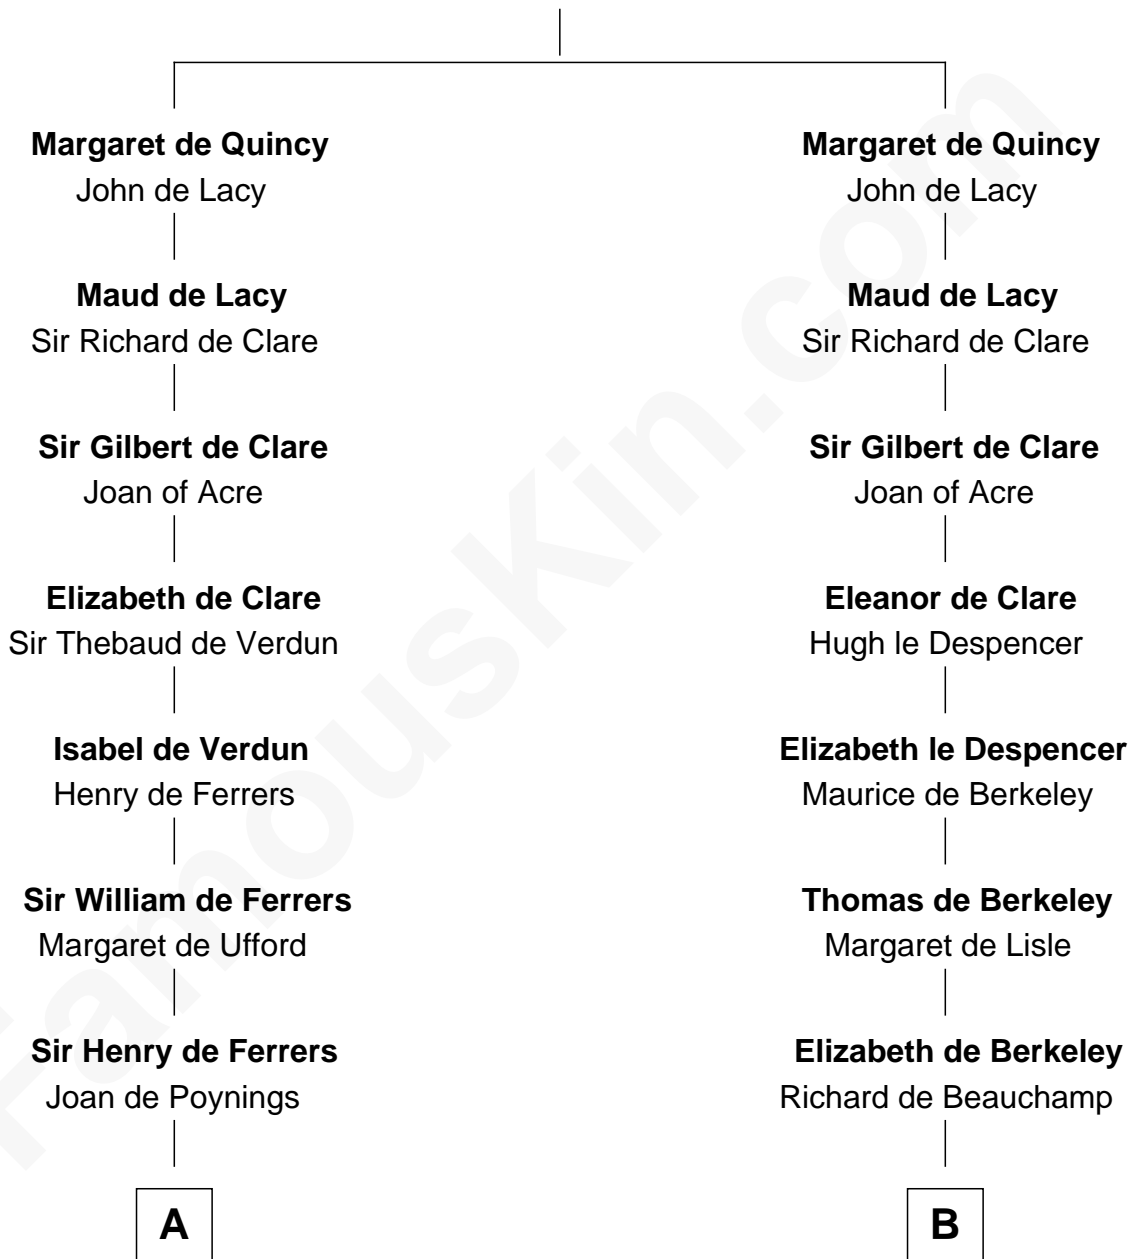 Margaret de Quincy
John de Lacy
Maud de Lacy
Sir Richard de Clare
Sir Gilbert de Clare
Joan of Acre
Elizabeth de Clare
Sir Thebaud de Verdun
Isabel de Verdun
Henry de Ferrers
Sir William de Ferrers
Margaret de Ufford
Sir Henry de Ferrers
Joan de Poynings
A
Margaret de Quincy
John de Lacy
Maud de Lacy
Sir Richard de Clare
Sir Gilbert de Clare
Joan of Acre
Eleanor de Clare
Hugh le Despencer
Elizabeth le Despencer
Maurice de Berkeley
Thomas de Berkeley
Margaret de Lisle
Elizabeth de Berkeley
Richard de Beauchamp
B
FamousKin.com